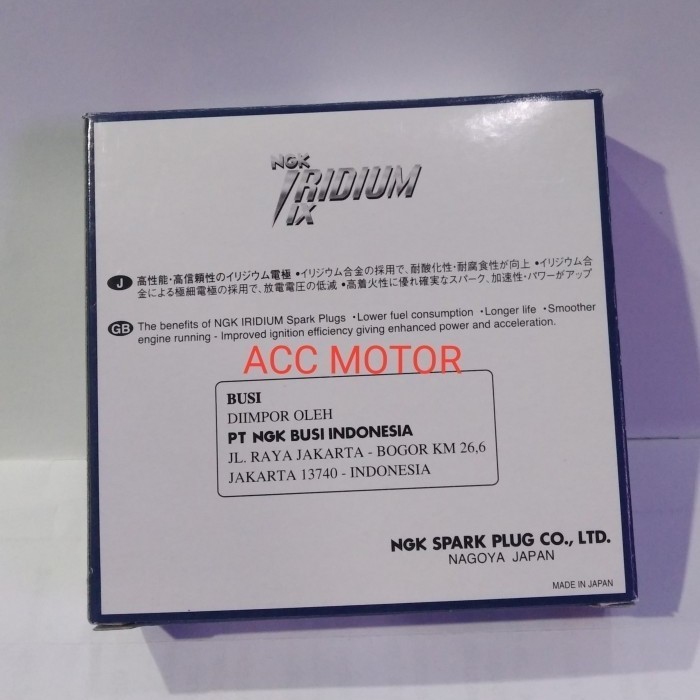 NGK
IRIDIUM
IX
J 高性能・高信頼性のイリジウム電極 •イリジウム合金の採用で、耐酸化性・耐腐食性が向上 •イリジウム合
金による極細電極の採用で、放電電圧の低減 •高着火性に優れ確実なスパーク、加速性・パワーがアップ
GB The benefits of NGK IRIDIUM Spark Plugs •Lower fuel consumption •Longer life •Smoother
engine running - Improved ignition efficiency giving enhanced power and acceleration.
ACC MOTOR
BUSI
DIIMPOR OLEH
PT NGK BUSI INDONESIA
JL. RAYA JAKARTA - BOGOR KM 26,6
JAKARTA 13740 - INDONESIA
NGK SPARK PLUG CO., LTD.
NAGOYA JAPAN
MADE IN JAPAN